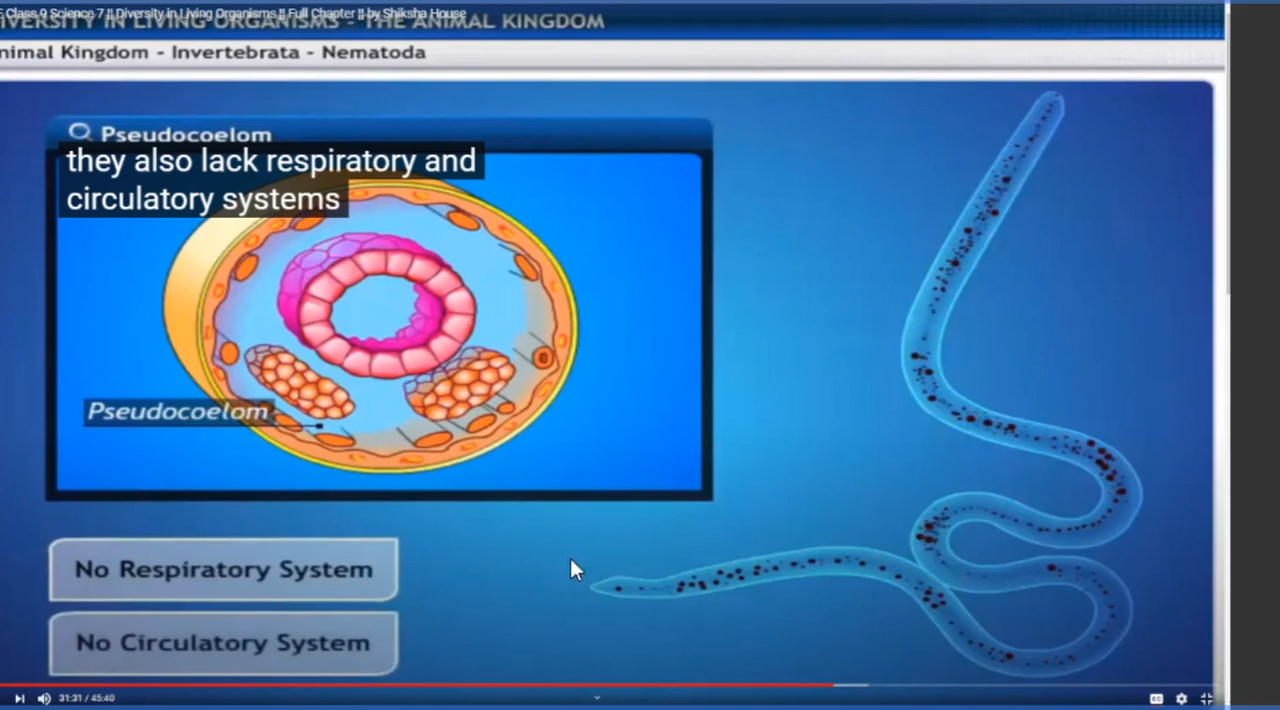 Class 9 Science 7 || Diversity in Living Organisms || Full Chapter || by Shiksha House
IVERSITY IN LIVING ORGANISMS - THE ANIMAL KINGDOM
nimal Kingdom - Invertebrata - Nematoda
Pseudocoelom
they also lack respiratory and
circulatory systems
Pseudocoelom
No Respiratory System
No Circulatory System
31:31 / 45:40